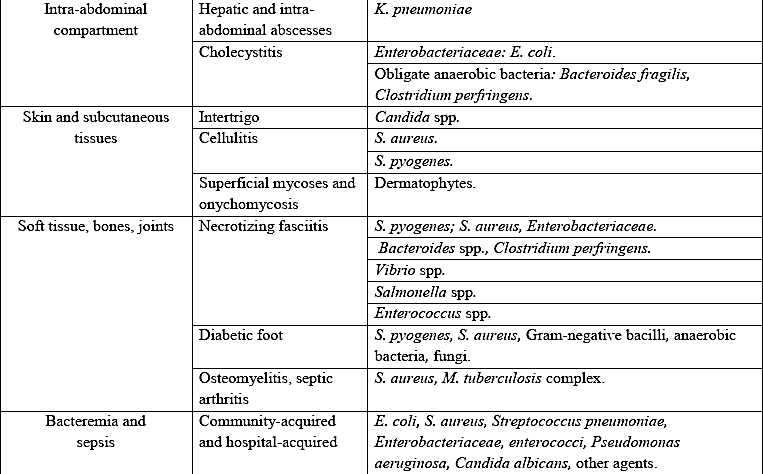 Intra-abdominal
compartment
Hepatic and intra-
abdominal abscesses
K. pneumoniae
Cholecystitis
Enterobacteriaceae: E. coli.
Obligate anaerobic bacteria: Bacteroides fragilis,
Clostridium perfringens.
Skin and subcutaneous
tissues
Intertrigo
Candida spp.
Cellulitis
S. aureus.
S. pyogenes.
Superficial mycoses and
onychomycosis
Dermatophytes.
Soft tissue, bones, joints
Necrotizing fasciitis
S. pyogenes; S. aureus, Enterobacteriaceae.
Bacteroides spp., Clostridium perfringens.
Vibrio spp.
Salmonella spp.
Enterococcus spp.
Diabetic foot
S. pyogenes, S. aureus, Gram-negative bacilli, anaerobic
bacteria, fungi.
Osteomyelitis, septic
arthritis
S. aureus, M. tuberculosis complex.
Bacteremia and
sepsis
Community-acquired
and hospital-acquired
E. coli, S. aureus, Streptococcus pneumoniae,
Enterobacteriaceae, enterococci, Pseudomonas
aeruginosa, Candida albicans, other agents.